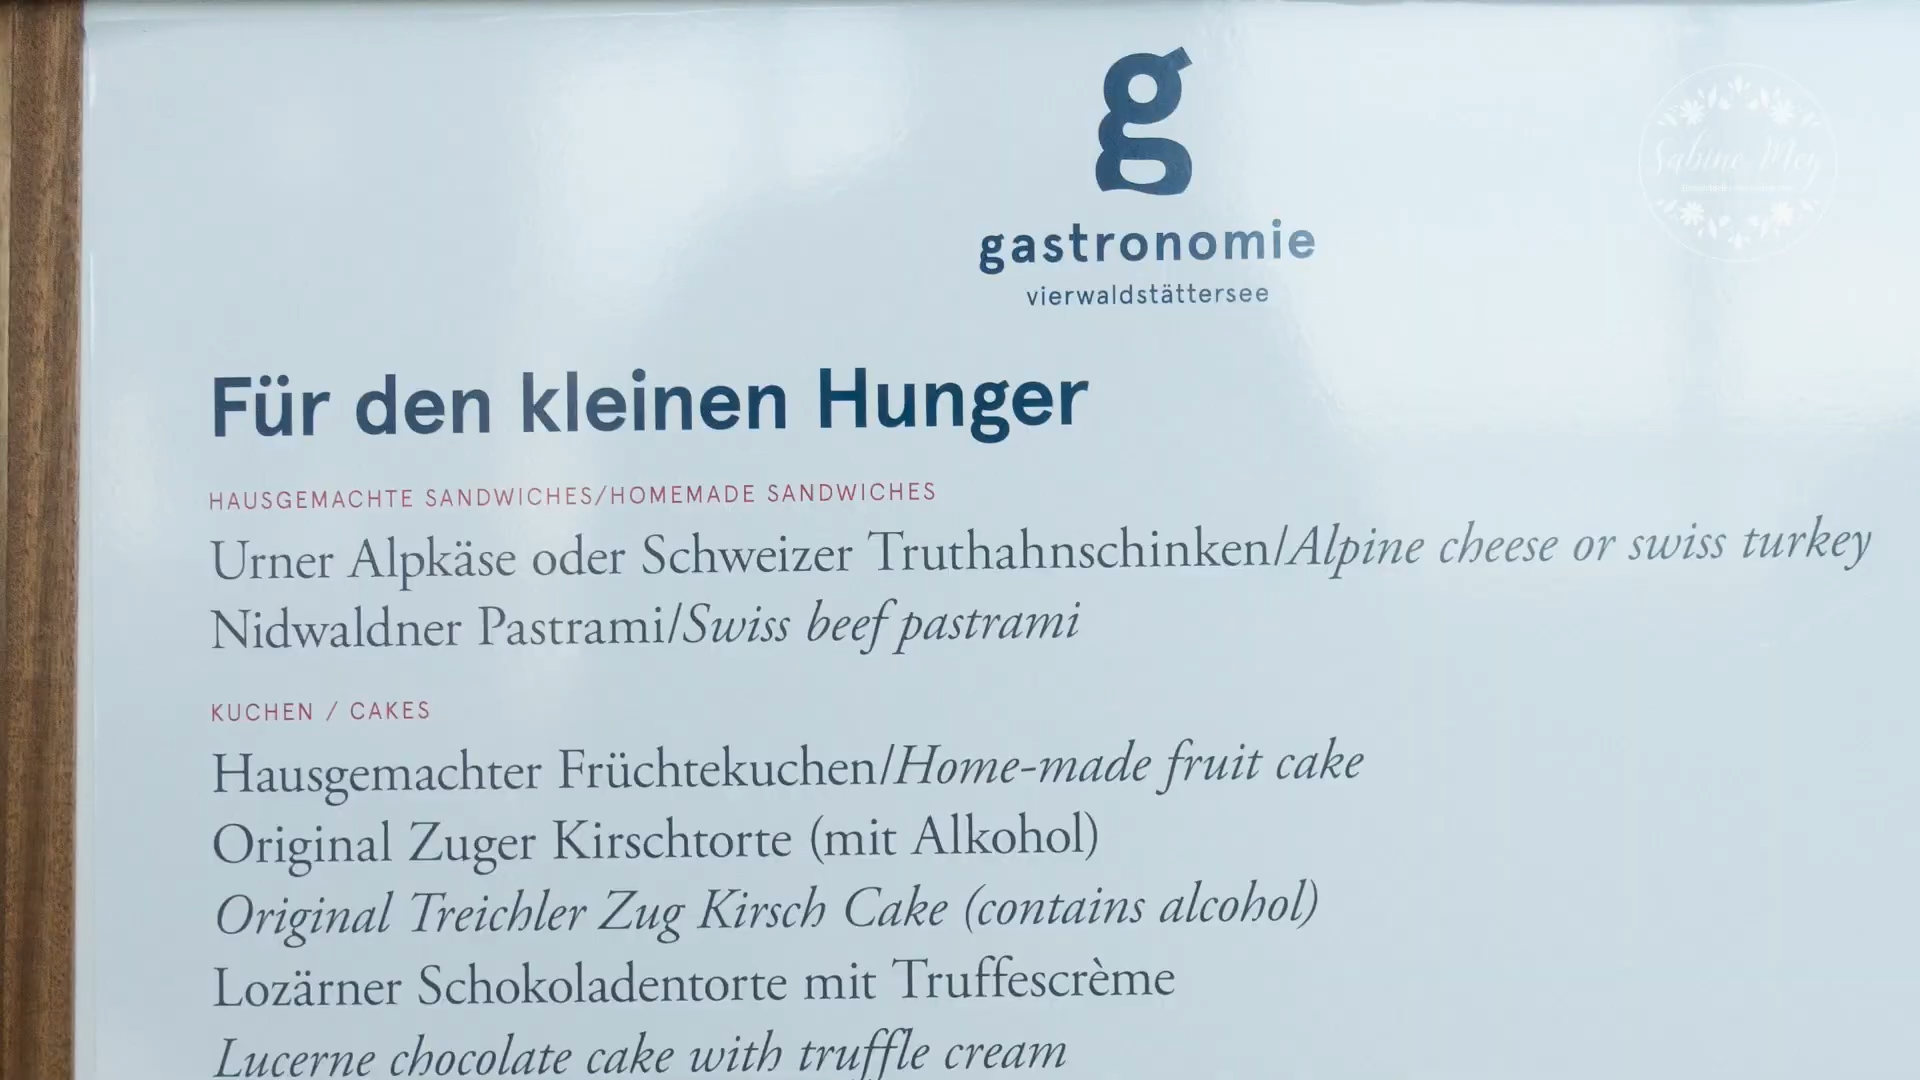 g
gastronomie
vierwaldstättersee
Sabine Mey
Für den kleinen Hunger
HAUSGEMACHTE SANDWICHES/HOMEMADE SANDWICHES
Urner Alpkäse oder Schweizer Truthahnschinken/Alpine cheese or swiss turkey
Nidwaldner Pastrami/Swiss beef pastrami
KUCHEN / CAKES
Hausgemachter Früchtekuchen/Home-made fruit cake
Original Zuger Kirschtorte (mit Alkohol)
Original Treichler Zug Kirsch Cake (contains alcohol)
Lozärner Schokoladentorte mit Truffescrème
Lucerne chocolate cake with truffle cream